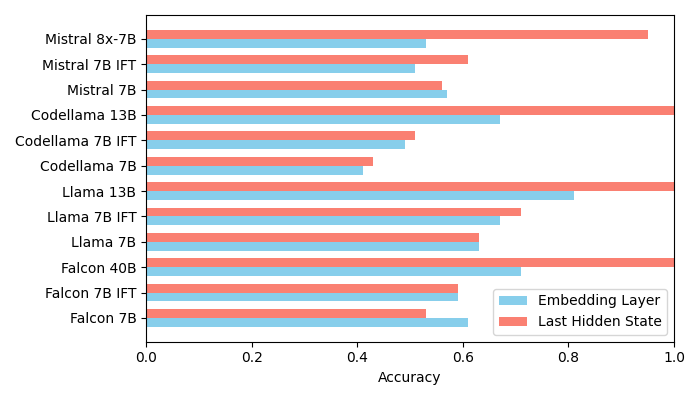 Mistral 8x-7B
Mistral 7B IFT
Mistral 7B
Codellama 13B
Codellama 7B IFT
Codellama 7B
Llama 13B
Llama 7B IFT
Llama 7B
Falcon 40B
Falcon 7B IFT
Falcon 7B
Embedding Layer
Last Hidden State
0.0 0.2 0.4 0.6 0.8 1.0
Accuracy